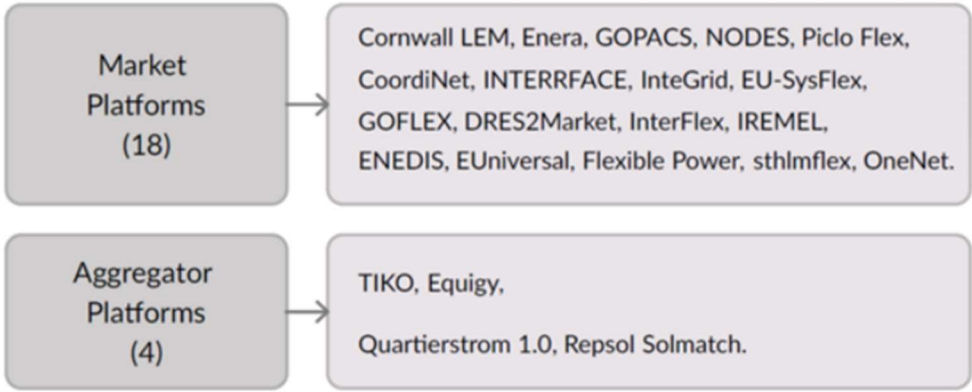 Market
Platforms
(18)
Cornwall LEM, Enera, GOPACS, NODES, Piclo Flex,
CoordiNet, INTERRFACE, InteGrid, EU-SysFlex,
GOFLEX, DRES2Market, InterFlex, IREMEL,
ENEDIS, EUniversal, Flexible Power, sthlmflex, OneNet.
Aggregator
Platforms
(4)
TIKO, Equigy,
Quartierstrom 1.0, Repsol Solmatch.